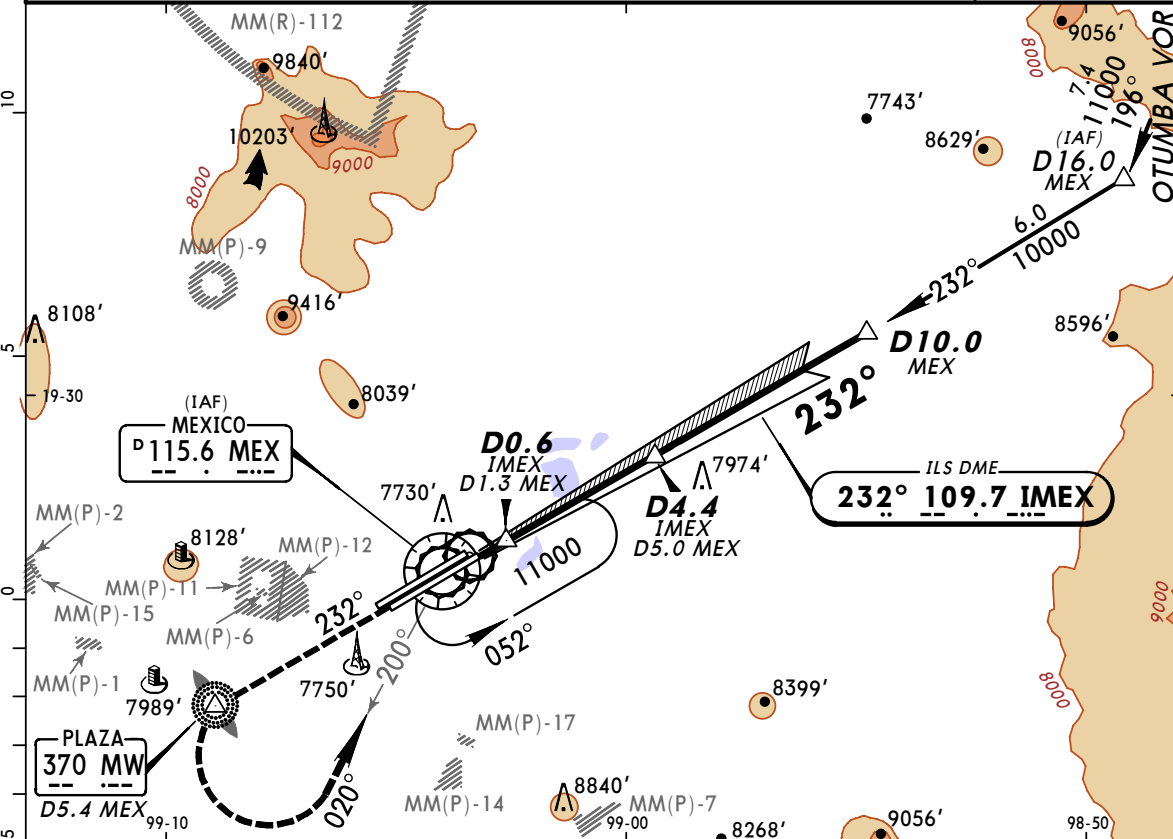 MM(R)-112
9840'
10203'
9000
8000
MM(P)-9
9416'
8108'
10
5
0
5
19-30
8039'
(IAF)
MEXICO
D 115.6 MEX
7730'
D0.6
IMEX
D1.3 MEX
7974'
D4.4
IMEX
D5.0 MEX
7743'
8629'
9056'
8000
7.4
11000
196°
OTUMBA VOR
(IAF)
D16.0
MEX
6.0
10000
232°
D10.0
MEX
8596'
232°
ILS DME
232° 109.7 IMEX
MM(P)-2
8128'
MM(P)-12
MM(P)-11
MM(P)-15
MM(P)-6
MM(P)-1
232°
11000
052°
200°
7750'
7989'
PLAZA
370 MW
D5.4 MEX
020°
MM(P)-17
MM(P)-14
8840'
MM(P)-7
8399'
8268'
9056'
9000
8000
99-10
99-00
98-50